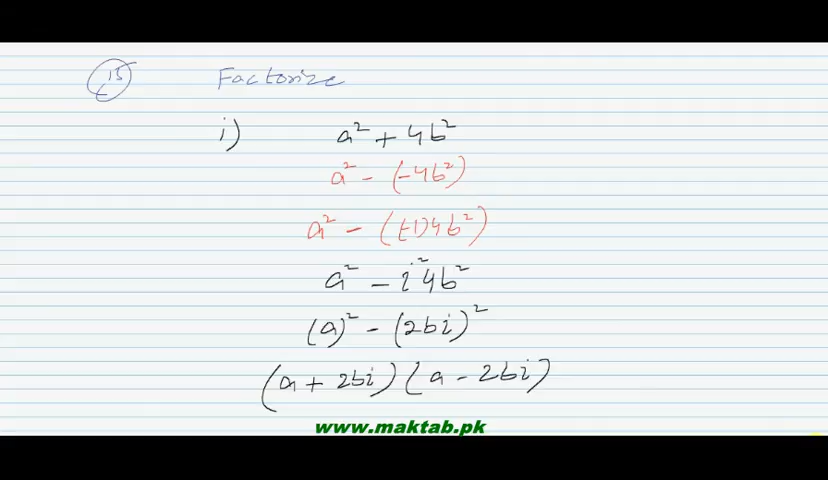 15 Factorize
i) a² + 4b²
a² - (-4b²)
a² - ((-1)4b²)
a² - i²4b²
(a)² - (2bi)²
(a + 2bi)(a - 2bi)
www.maktab.pk